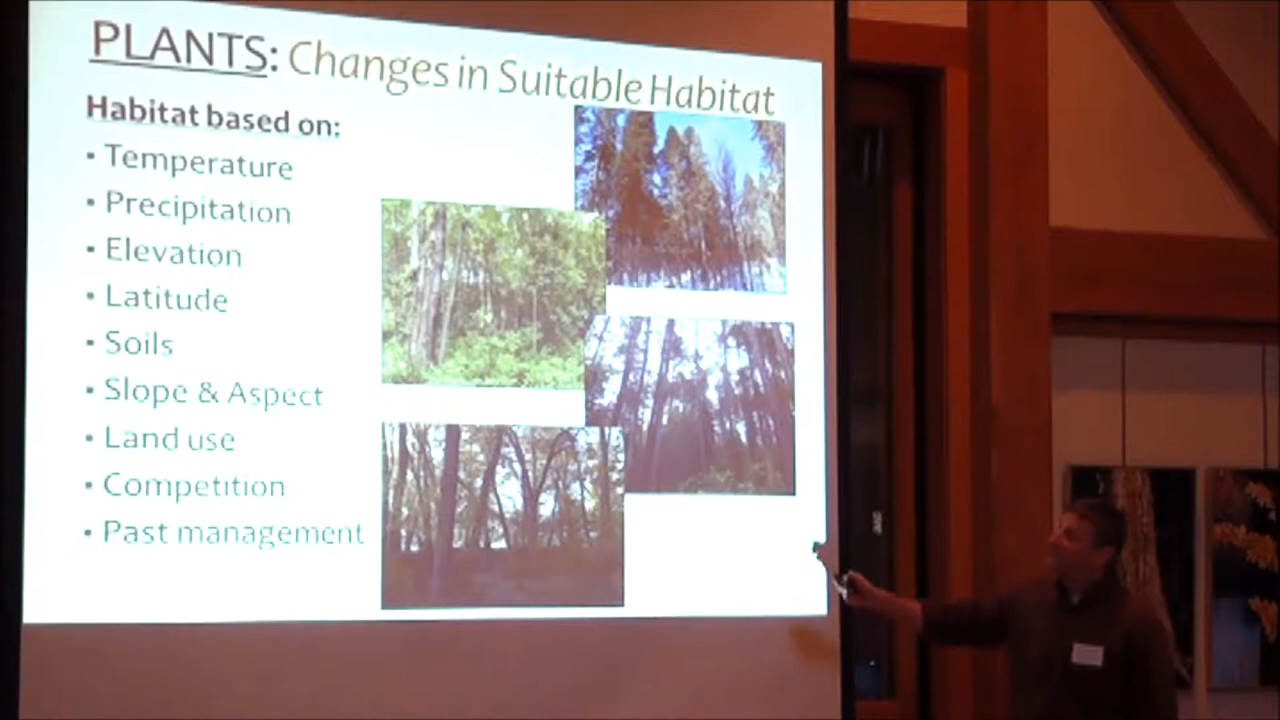 PLANTS: Changes in Suitable Habitat
Habitat based on:
▪ Temperature
▪ Precipitation
▪ Elevation
▪ Latitude
▪ Soils
▪ Slope & Aspect
▪ Land use
▪ Competition
▪ Past management